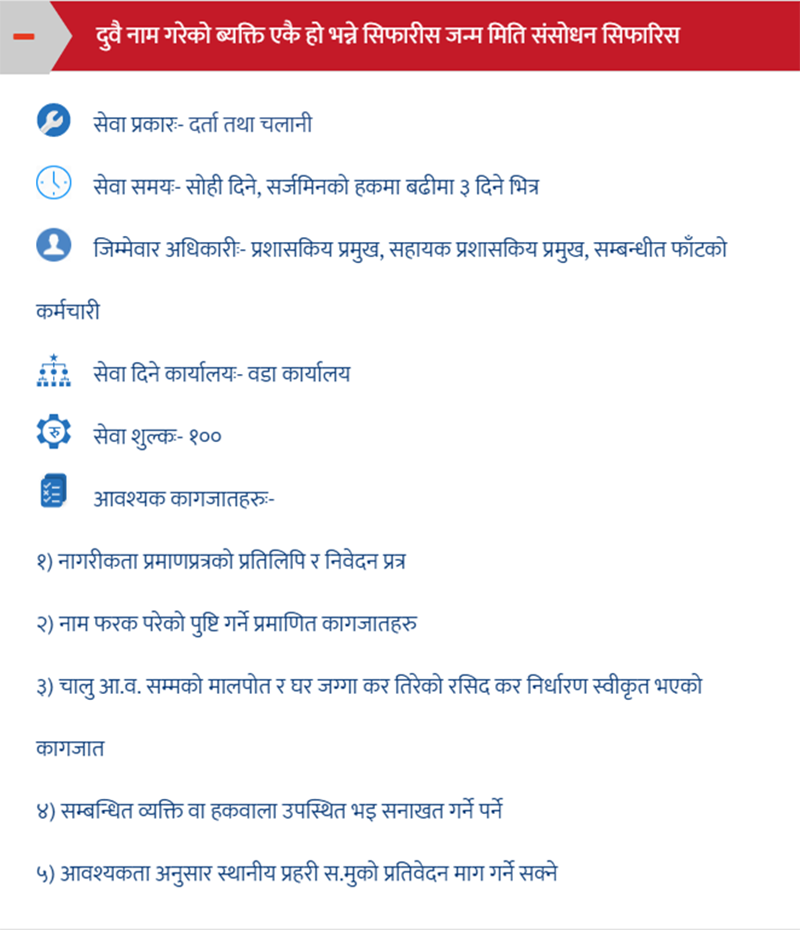 दुवै नाम गरेको ब्यक्ति एकै हो भन्ने सिफारीस जन्म मिति संसोधन सिफारिस
सेवा प्रकारः- दर्ता तथा चलानी
सेवा समयः- सोही दिने, सर्जमिनको हकमा बढीमा ३ दिने भित्र
जिम्मेवार अधिकारीः- प्रशासकिय प्रमुख, सहायक प्रशासकिय प्रमुख, सम्बन्धीत फाँटको
कर्मचारी
सेवा दिने कार्यालयः- वडा कार्यालय
रु
सेवा शुल्कः- १००
आवश्यक कागजातहरुः-
१) नागरीकता प्रमाणप्रत्रको प्रतिलिपि र निवेदन प्रत्र
२) नाम फरक परेको पुष्टि गर्ने प्रमाणित कागजातहरु
३) चालु आ.व. सम्मको मालपोत र घर जग्गा कर तिरेको रसिद कर निर्धारण स्वीकृत भएको
कागजात
४) सम्बन्धित व्यक्ति वा हकवाला उपस्थित भइ सनाखत गर्ने पर्ने
५) आवश्यकता अनुसार स्थानीय प्रहरी स.मुको प्रतिवेदन माग गर्ने सक्ने